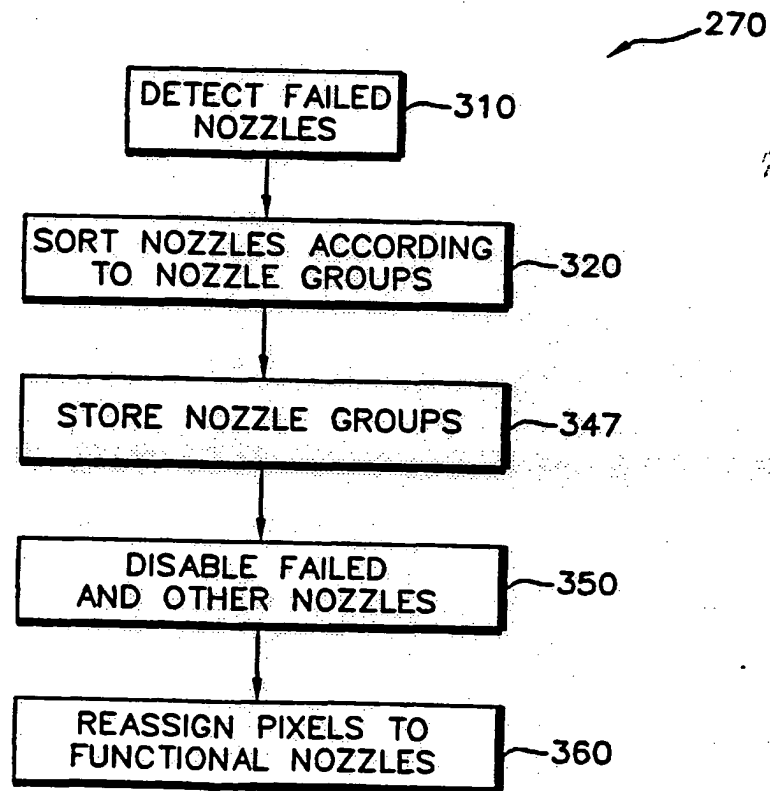 270
DETECT FAILED
NOZZLES
310
SORT NOZZLES ACCORDING
TO NOZZLE GROUPS
320
STORE NOZZLE GROUPS
347
DISABLE FAILED
AND OTHER NOZZLES
350
REASSIGN PIXELS TO
FUNCTIONAL NOZZLES
360